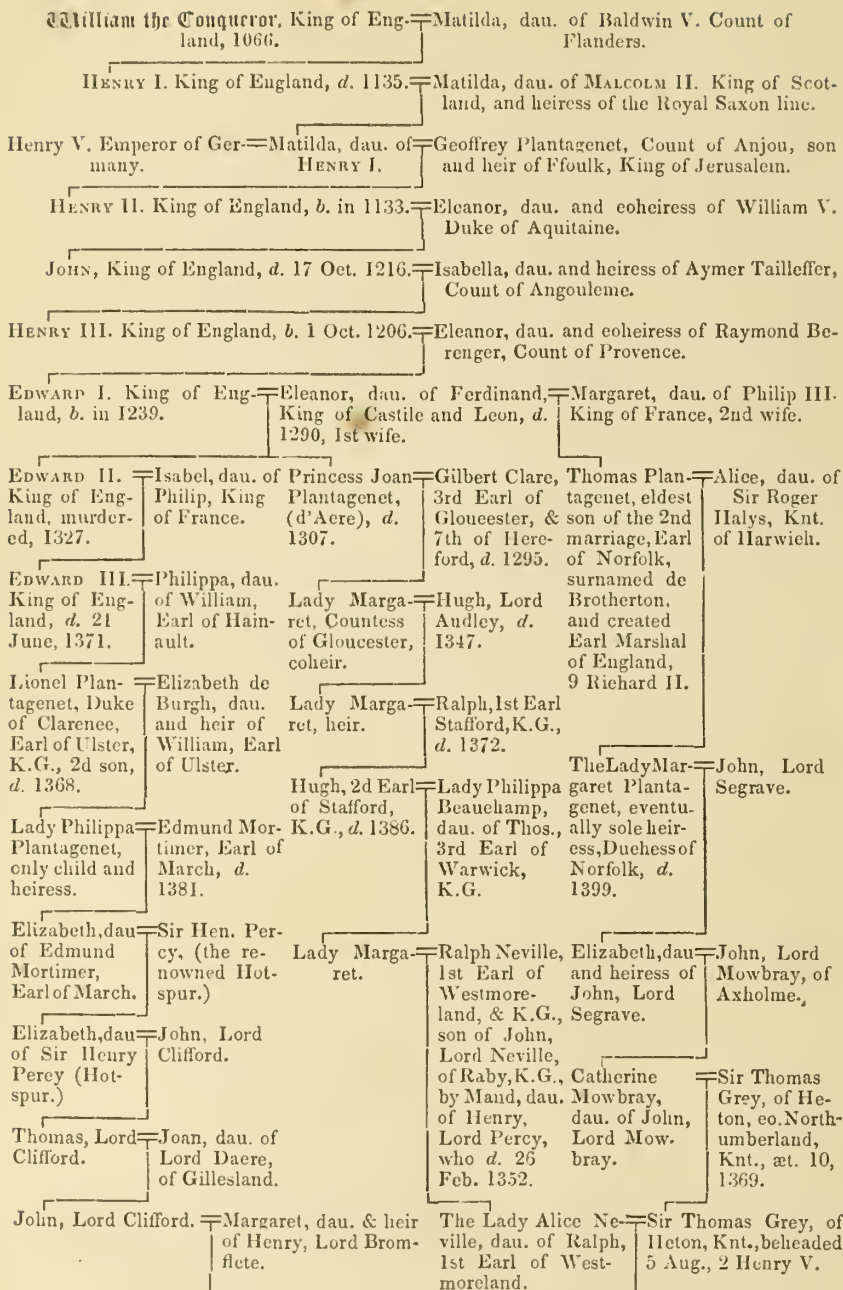 William the Conqueror, King of Eng-
land, 1066.
Matilda, dau. of Baldwin V. Count of
Flanders.
HENRY I. King of England, d. 1135.
Matilda, dau. of MALCOLM II. King of Scot-
land, and heiress of the Royal Saxon line.
Henry V. Emperor of Ger-
many.
Matilda, dau. of
HENRY I.
Geoffrey Plantagenet, Count of Anjou, son
and heir of Ffoulk, King of Jerusalem.
HENRY II. King of England, b. in 1133.
Eleanor, dau. and coheiress of William V.
Duke of Aquitaine.
JOHN, King of England, d. 17 Oct. 1216.
Isabella, dau. and heiress of Aymer Tailleffer,
Count of Angouleme.
HENRY III. King of England, b. 1 Oct. 1206.
Eleanor, dau. and coheiress of Raymond Be-
renger, Count of Provence.
EDWARD I. King of Eng-
land, b. in 1239.
Eleanor, dau. of Ferdinand,
King of Castile and Leon, d.
1290, 1st wife.
Margaret, dau. of Philip III.
King of France, 2nd wife.
EDWARD II.
King of Eng-
land, murder-
ed, 1327.
Isabel, dau. of
Philip, King
of France.
Princess Joan
Plantagenet,
(d'Acre), d.
1307.
Gilbert Clare,
3rd Earl of
Gloucester, &
7th of Here-
ford, d. 1295.
Thomas Plan-
tagenet, eldest
son of the 2nd
marriage, Earl
of Norfolk,
surnamed de
Brotherton,
and created
Earl Marshal
of England,
9 Richard II.
Alice, dau. of
Sir Roger
Halys, Knt.
of Harwich.
EDWARD III.
King of Eng-
land, d. 21
June, 1371.
Philippa, dau.
of William,
Earl of Hain-
ault.
Lady Marga-
ret, Countess
of Gloucester,
coheir.
Hugh, Lord
Audley, d.
1347.
Lionel Plan-
tagenet, Duke
of Clarence,
Earl of Ulster,
K.G., 2d son,
d. 1368.
Elizabeth de
Burgh, dau.
and heir of
William, Earl
of Ulster.
Lady Marga-
ret, heir.
Ralph, 1st Earl
Stafford, K.G.,
d. 1372.
Hugh, 2d Earl
of Stafford,
K.G., d. 1386.
Lady Philippa
Beauchamp,
dau. of Thos.,
3rd Earl of
Warwick,
K.G.
The Lady Mar-
garet Planta-
genet, eventu-
ally sole heir-
ess, Duchess of
Norfolk, d.
1399.
John, Lord
Segrave.
Lady Philippa
Plantagenet,
only child and
heiress.
Edmund Mor-
timer, Earl of
March, d.
1381.
Elizabeth, dau
of Edmund
Mortimer,
Earl of March.
Sir Hen. Per-
cy, (the re-
nowned Hot-
spur.)
Lady Marga-
ret.
Ralph Neville,
1st Earl of
Westmore-
land, & K.G.,
son of John,
Lord Neville,
of Raby, K.G.,
by Maud, dau.
of Henry,
Lord Percy,
who d. 26
Feb. 1352.
Elizabeth, dau
and heiress of
John, Lord
Segrave.
John, Lord
Mowbray, of
Axholme.
Elizabeth, dau
of Sir Henry
Percy (Hot-
spur.)
John, Lord
Clifford.
Catherine
Mowbray,
dau. of John,
Lord Mow-
bray.
Sir Thomas
Grey, of He-
ton, co. North-
umberland,
Knt., æt. 10,
1369.
Thomas, Lord
Clifford.
Joan, dau. of
Lord Dacre,
of Gillesland.
John, Lord Clifford.
Margaret, dau. & heir
of Henry, Lord Brom-
flete.
The Lady Alice Ne-
ville, dau. of Ralph,
1st Earl of West-
moreland.
Sir Thomas Grey, of
Heton, Knt., beheaded
5 Aug., 2 Henry V.